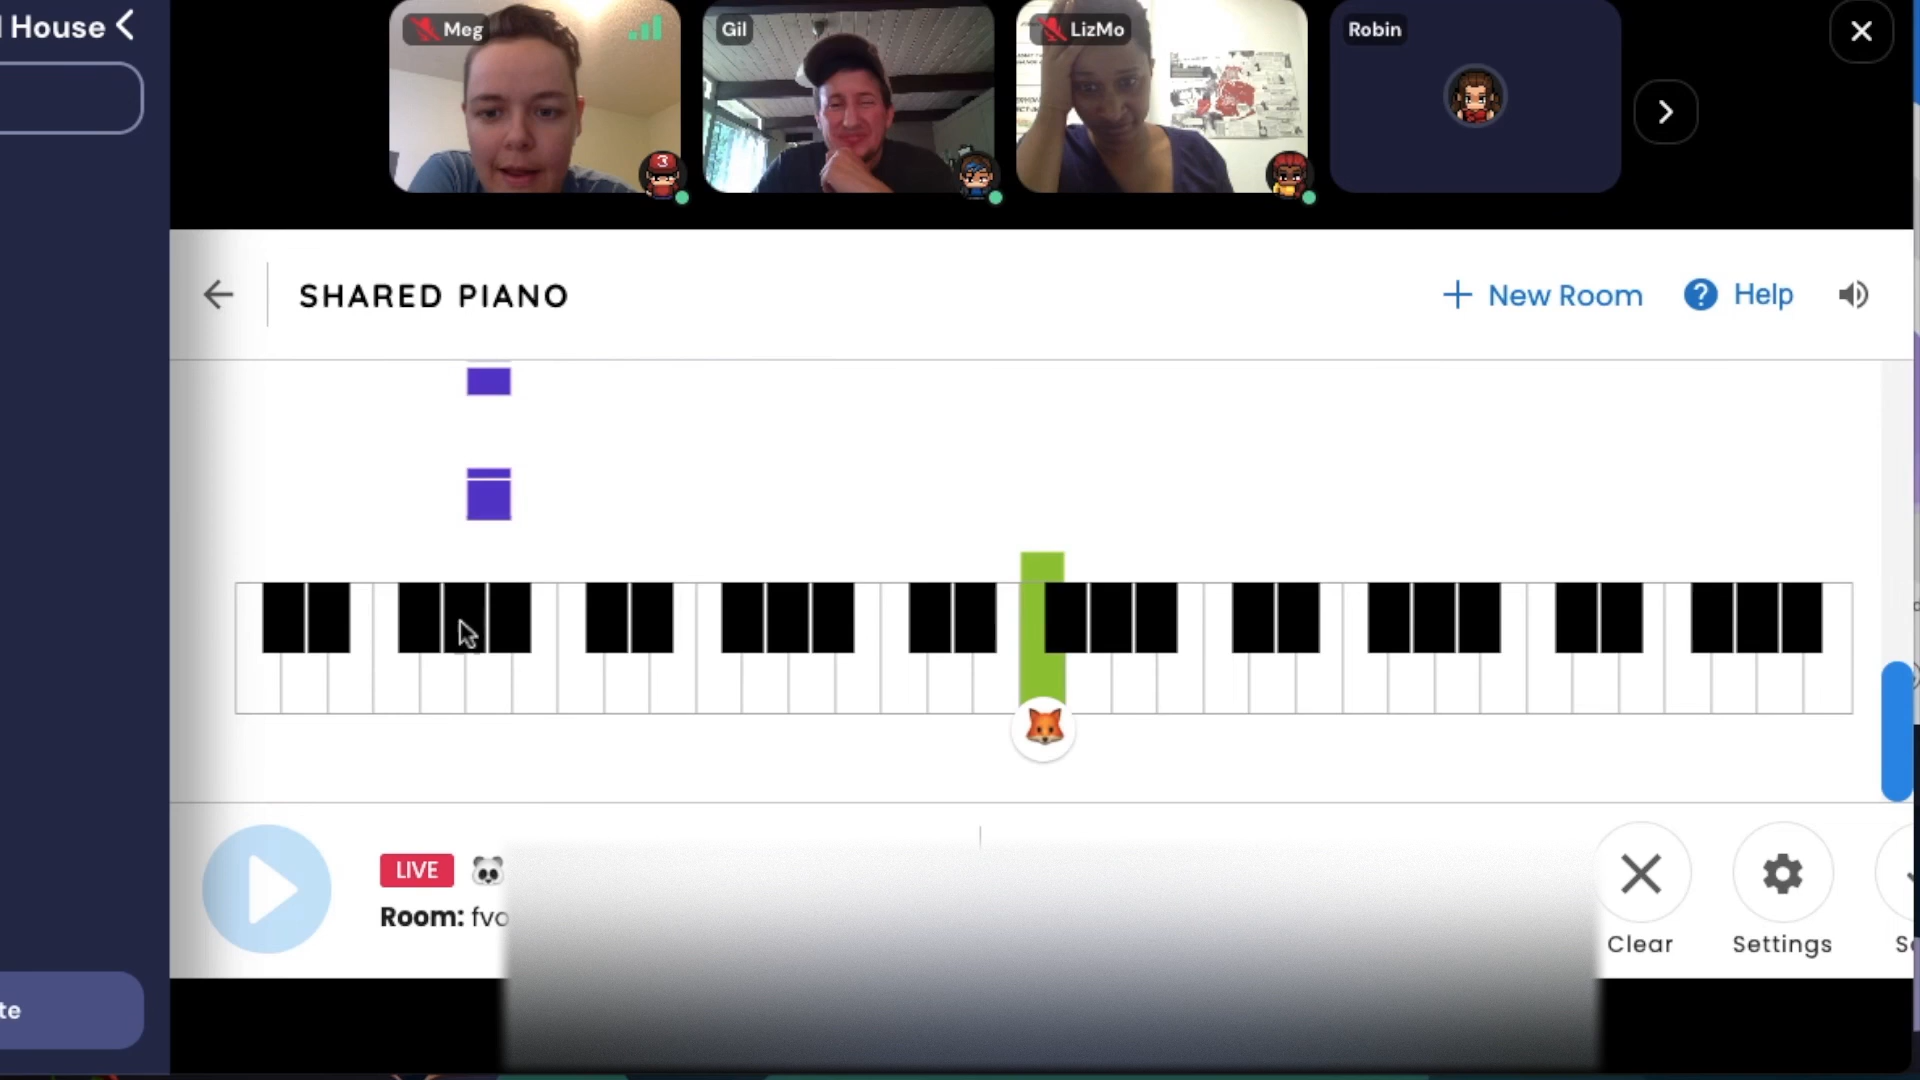 House
Meg
Gil
LizMo
Robin
SHARED PIANO
New Room
Help
LIVE
Room: fvo
Clear
Settings
te